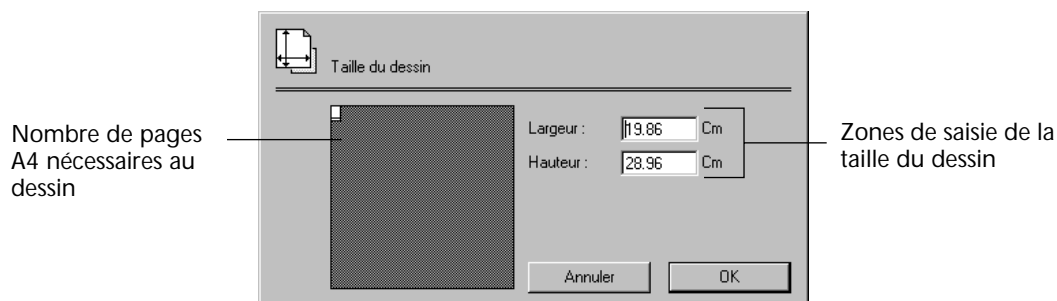 Taille du dessin
Nombre de pages
A4 nécessaires au
dessin
Largeur : 19.86 Cm
Hauteur : 28.96 Cm
Zones de saisie de la
taille du dessin
Annuler OK